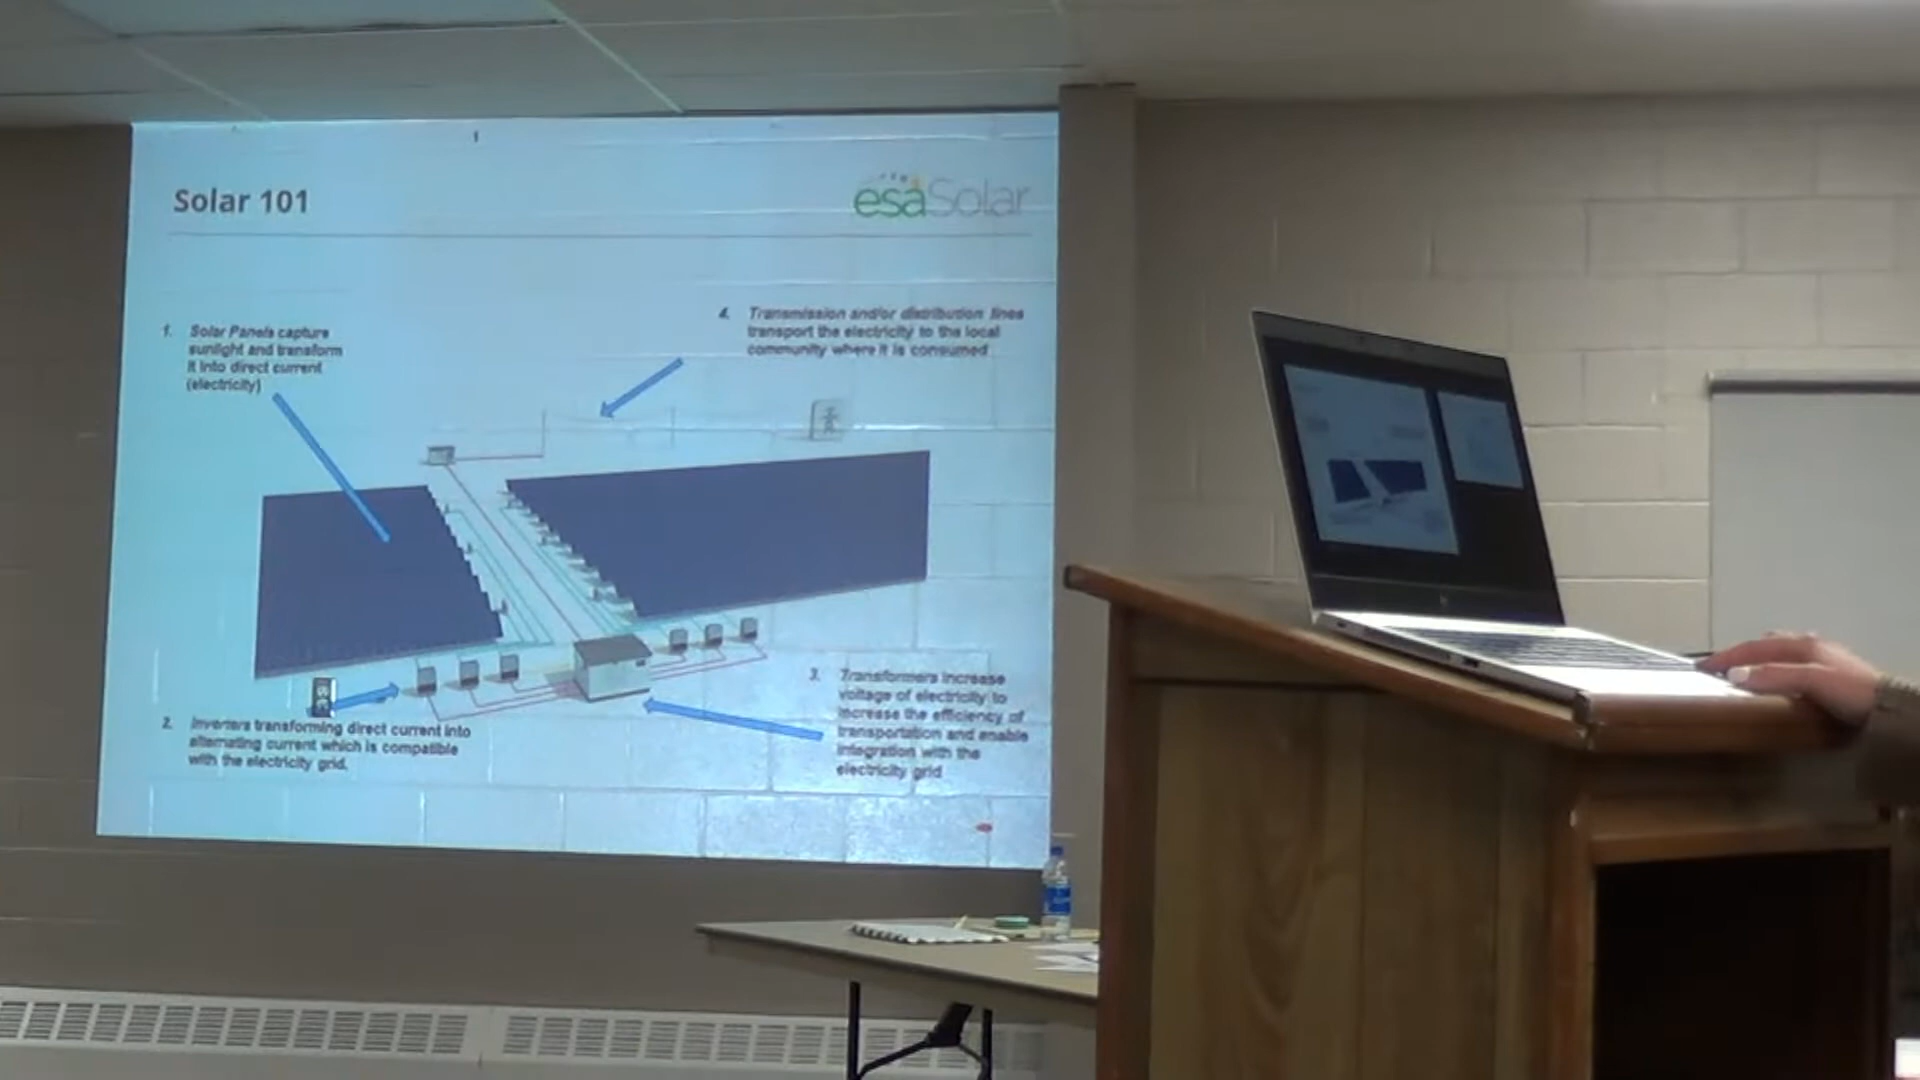 Solar 101
esaSolar
1. Solar Panels capture
sunlight and transform
it into direct current
(electricity)
4. Transmission and/or distribution lines
transport the electricity to the local
community where it is consumed
2. Inverters transforming direct current into
alternating current which is compatible
with the electricity grid.
3. Transformers increase
voltage of electricity to
increase the efficiency of
transportation and enable
integration with the
electricity grid